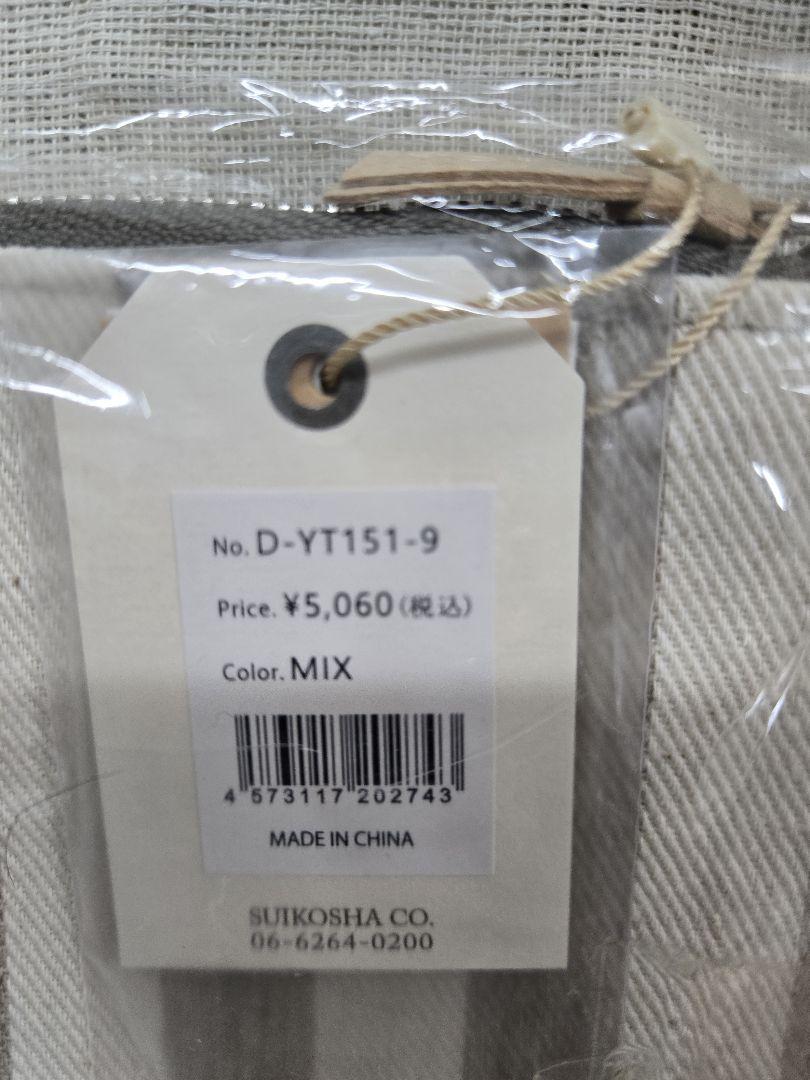 No. D-YT151-9
Price. ¥5,060(税込)
Color. MIX
4 573117 202743
MADE IN CHINA
SUIKOSHA CO.
06-6264-0200